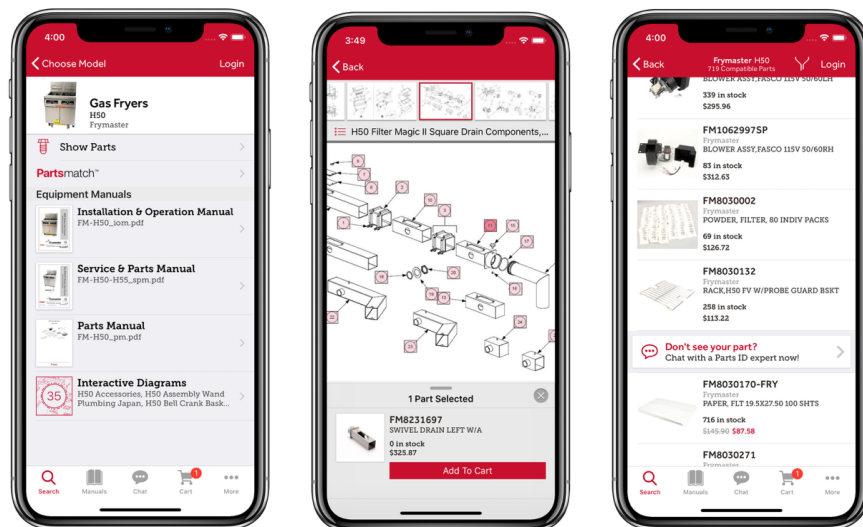 4:00
Choose Model
Login
Gas Fryers
H50
Frymaster
Show Parts
Partsmatch™
Equipment Manuals
Installation & Operation Manual
FM-H50_iom.pdf
Service & Parts Manual
FM-H50-H55_spm.pdf
Parts Manual
FM-H50_pm.pdf
35
Interactive Diagrams
H50 Accessories, H50 Assembly Wand
Plumbing Japan, H50 Bell Crank Bask...
Search
Manuals
Chat
1
Cart
More
3:49
Back
H50 Filter Magic II Square Drain Components,...
1 Part Selected
FM8231697
SWIVEL DRAIN LEFT W/A
0 in stock
$325.87
Add To Cart
4:00
Back
Frymaster H50
719 Compatible Parts
Login
BLOWER ASSY,FASCO 115V 50/60LH
339 in stock
$295.96
FM1062997SP
Frymaster
BLOWER ASSY,FASCO 115V 50/60RH
83 in stock
$312.63
FM8030002
Frymaster
POWDER, FILTER, 80 INDIV PACKS
69 in stock
$126.72
FM8030132
Frymaster
RACK,H50 FV W/PROBE GUARD BSKT
258 in stock
$113.22
Don't see your part?
Chat with a Parts ID expert now!
FM8030170-FRY
Frymaster
PAPER, FLT 19.5X27.50 100 SHTS
716 in stock
$145.90 $87.58
FM8030271
Frymaster
Search
Manuals
Chat
1
Cart
More